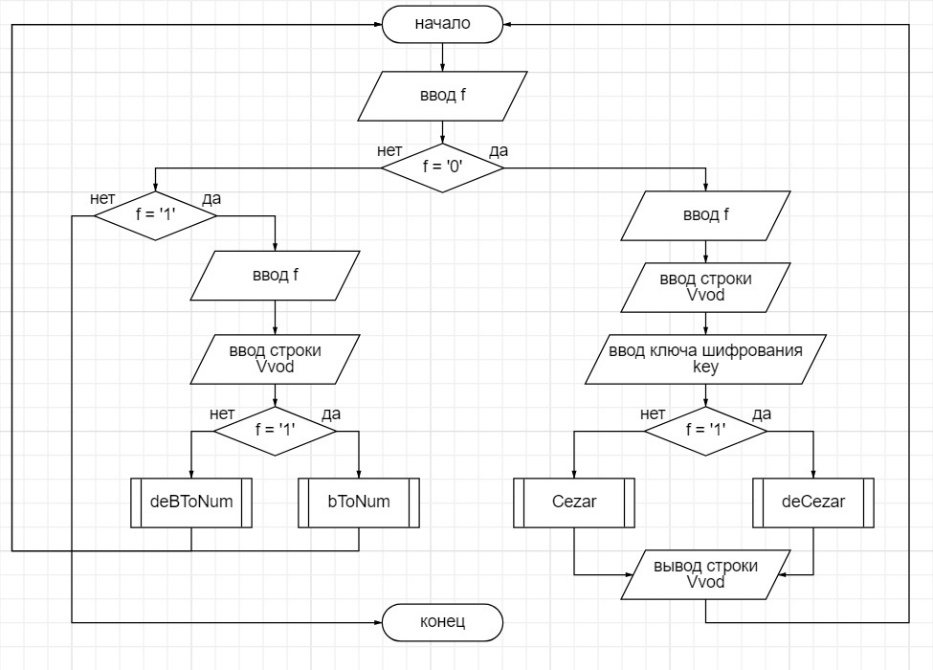 начало
ввод f
нет
да
f = '0'
нет
да
f = '1'
ввод f
ввод f
ввод строки
Vvod
ввод строки
Vvod
ввод ключа шифрования
key
нет
да
f = '1'
нет
да
f = '1'
deBToNum
bToNum
Cezar
deCezar
вывод строки
Vvod
конец